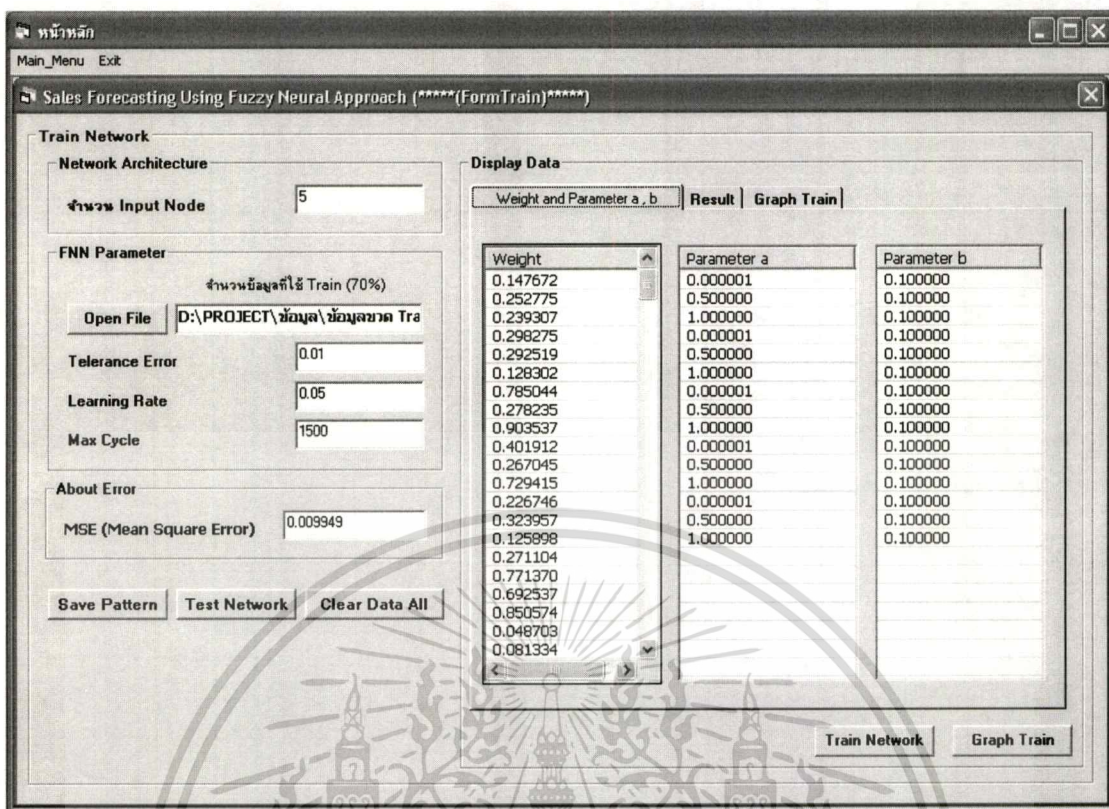 หน้าหลัก
Main_Menu Exit
Sales Forecasting Using Fuzzy Neural Approach (*****(FormTrain)*****)
Train Network
Network Architecture
จำนวน Input Node 5
FNN Parameter
จำนวนข้อมูลที่ใช้ Train (70%)
Open File D:\PROJECT\ข้อมูล\ข้อมูลขวด Tra
Telerance Error 0.01
Learning Rate 0.05
Max Cycle 1500
About Error
MSE (Mean Square Error) 0.009949
Save Pattern Test Network Clear Data All
Display Data
Weight and Parameter a , b Result Graph Train
Weight Parameter a Parameter b
0.147672 0.000001 0.100000
0.252775 0.500000 0.100000
0.239307 1.000000 0.100000
0.298275 0.000001 0.100000
0.292519 0.500000 0.100000
0.128302 1.000000 0.100000
0.785044 0.000001 0.100000
0.278235 0.500000 0.100000
0.903537 1.000000 0.100000
0.401912 0.000001 0.100000
0.267045 0.500000 0.100000
0.729415 1.000000 0.100000
0.226746 0.000001 0.100000
0.323957 0.500000 0.100000
0.125898 1.000000 0.100000
0.271104
0.771370
0.692537
0.850574
0.048703
0.081334
Train Network Graph Train